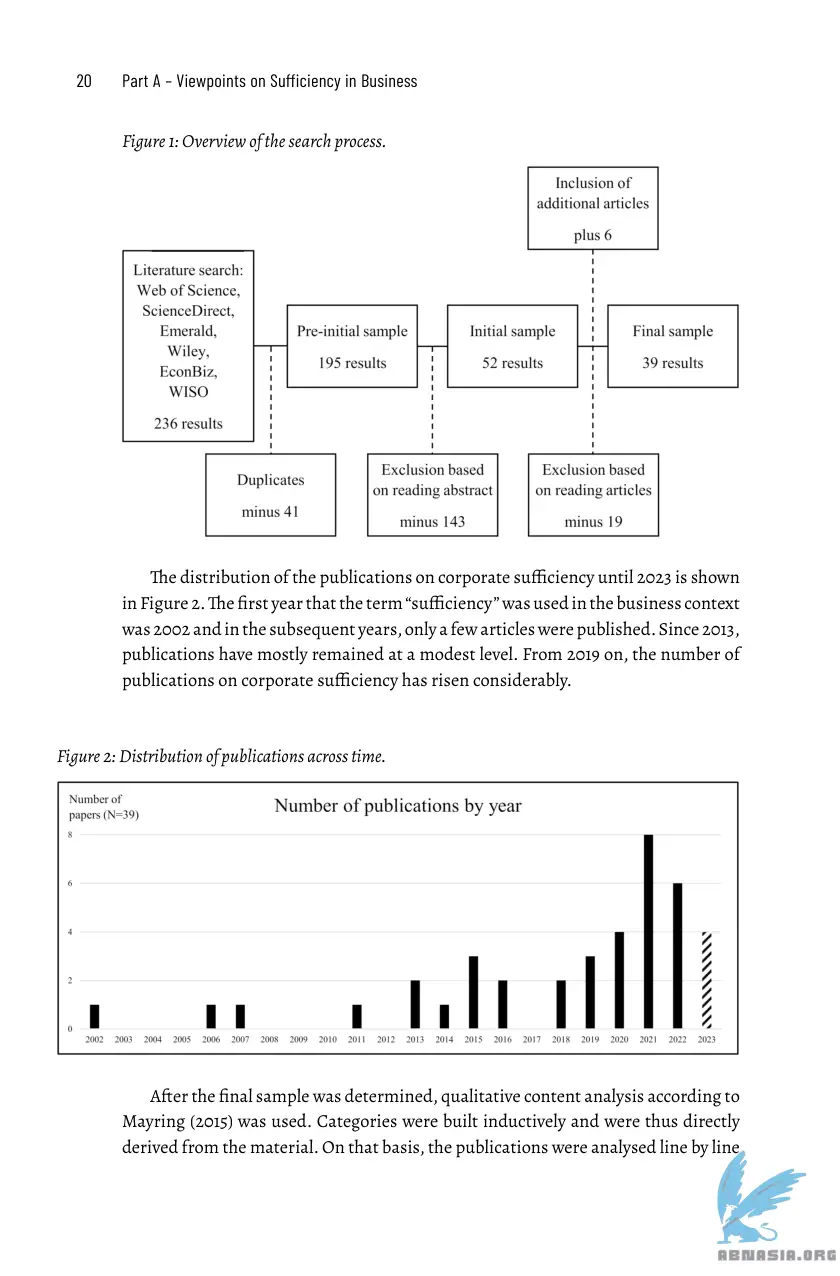 20 Part A – Viewpoints on Sufficiency in Business
Figure 1: Overview of the search process.
Inclusion of
additional articles
plus 6
Literature search:
Web of Science,
ScienceDirect,
Emerald,
Wiley,
EconBiz,
WISO
236 results
Pre-initial sample
195 results
Initial sample
52 results
Final sample
39 results
Duplicates
minus 41
Exclusion based
on reading abstract
minus 143
Exclusion based
on reading articles
minus 19
The distribution of the publications on corporate sufficiency until 2023 is shown
in Figure 2. The first year that the term “sufficiency” was used in the business context
was 2002 and in the subsequent years, only a few articles were published. Since 2013,
publications have mostly remained at a modest level. From 2019 on, the number of
publications on corporate sufficiency has risen considerably.
Figure 2: Distribution of publications across time.
Number of
papers (N=39)
Number of publications by year
8
6
4
2
0
2002 2003 2004 2005 2006 2007 2008 2009 2010 2011 2012 2013 2014 2015 2016 2017 2018 2019 2020 2021 2022 2023
After the final sample was determined, qualitative content analysis according to
Mayring (2015) was used. Categories were built inductively and were thus directly
derived from the material. On that basis, the publications were analysed line by line
ABNASIA.ORG